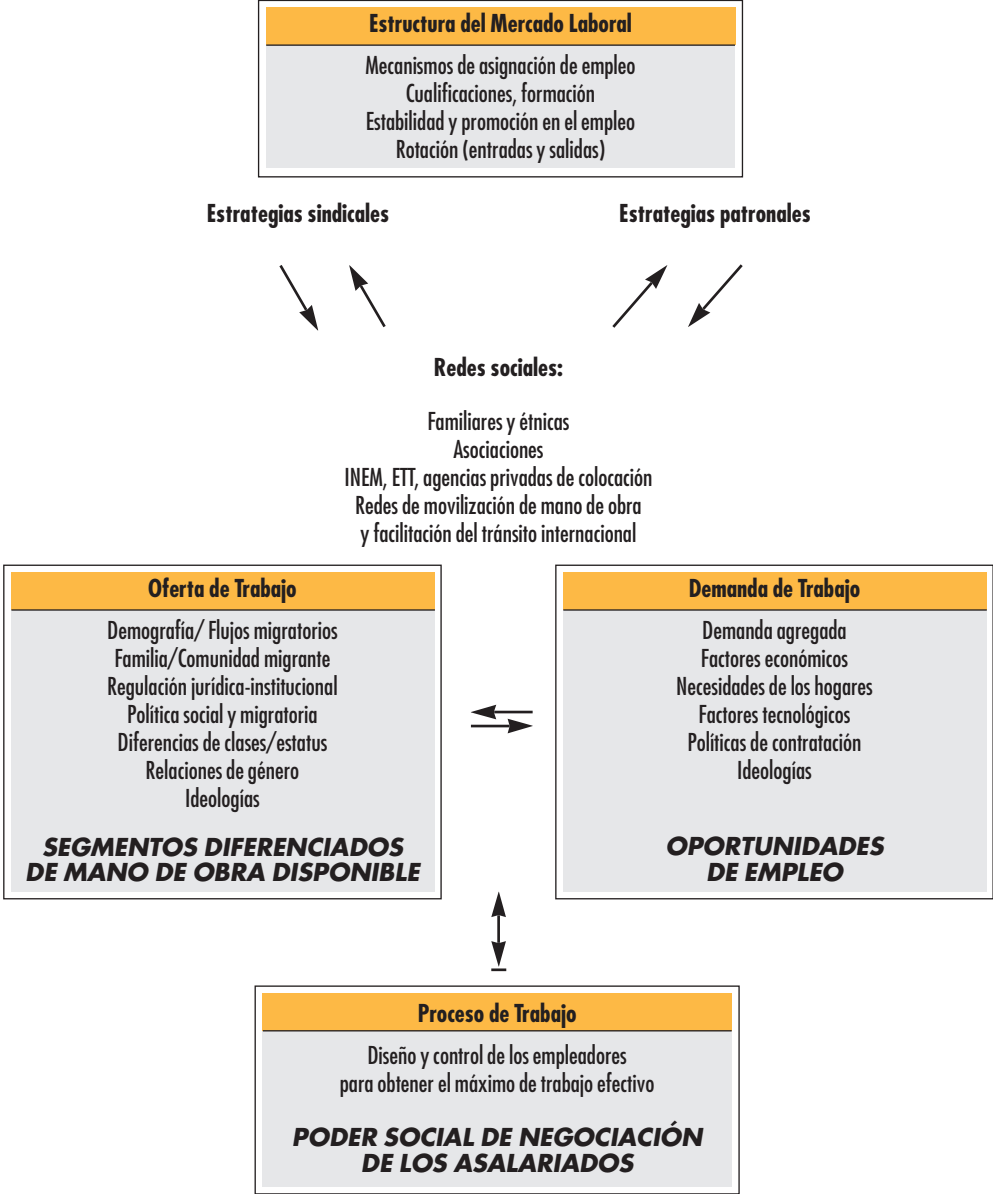 Estructura del Mercado Laboral
Mecanismos de asignación de empleo
Cualificaciones, formación
Estabilidad y promoción en el empleo
Rotación (entradas y salidas)
Estrategias sindicales
Estrategias patronales
Redes sociales:
Familiares y étnicas
Asociaciones
INEM, ETT, agencias privadas de colocación
Redes de movilización de mano de obra
y facilitación del tránsito internacional
Oferta de Trabajo
Demografía/ Flujos migratorios
Familia/Comunidad migrante
Regulación jurídica-institucional
Política social y migratoria
Diferencias de clases/estatus
Relaciones de género
Ideologías
SEGMENTOS DIFERENCIADOS
DE MANO DE OBRA DISPONIBLE
Demanda de Trabajo
Demanda agregada
Factores económicos
Necesidades de los hogares
Factores tecnológicos
Políticas de contratación
Ideologías
OPORTUNIDADES
DE EMPLEO
Proceso de Trabajo
Diseño y control de los empleadores
para obtener el máximo de trabajo efectivo
PODER SOCIAL DE NEGOCIACIÓN
DE LOS ASALARIADOS